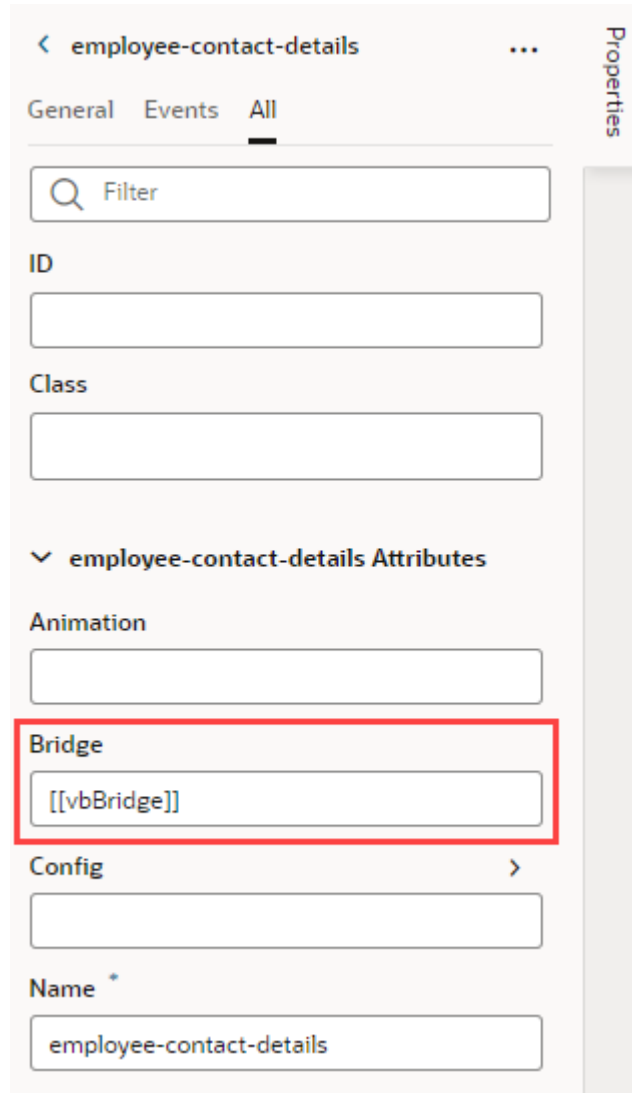 employee-contact-details ...
Properties
General Events All
Filter
ID
Class
employee-contact-details Attributes
Animation
Bridge
[[vbBridge]]
Config
Name *
employee-contact-details